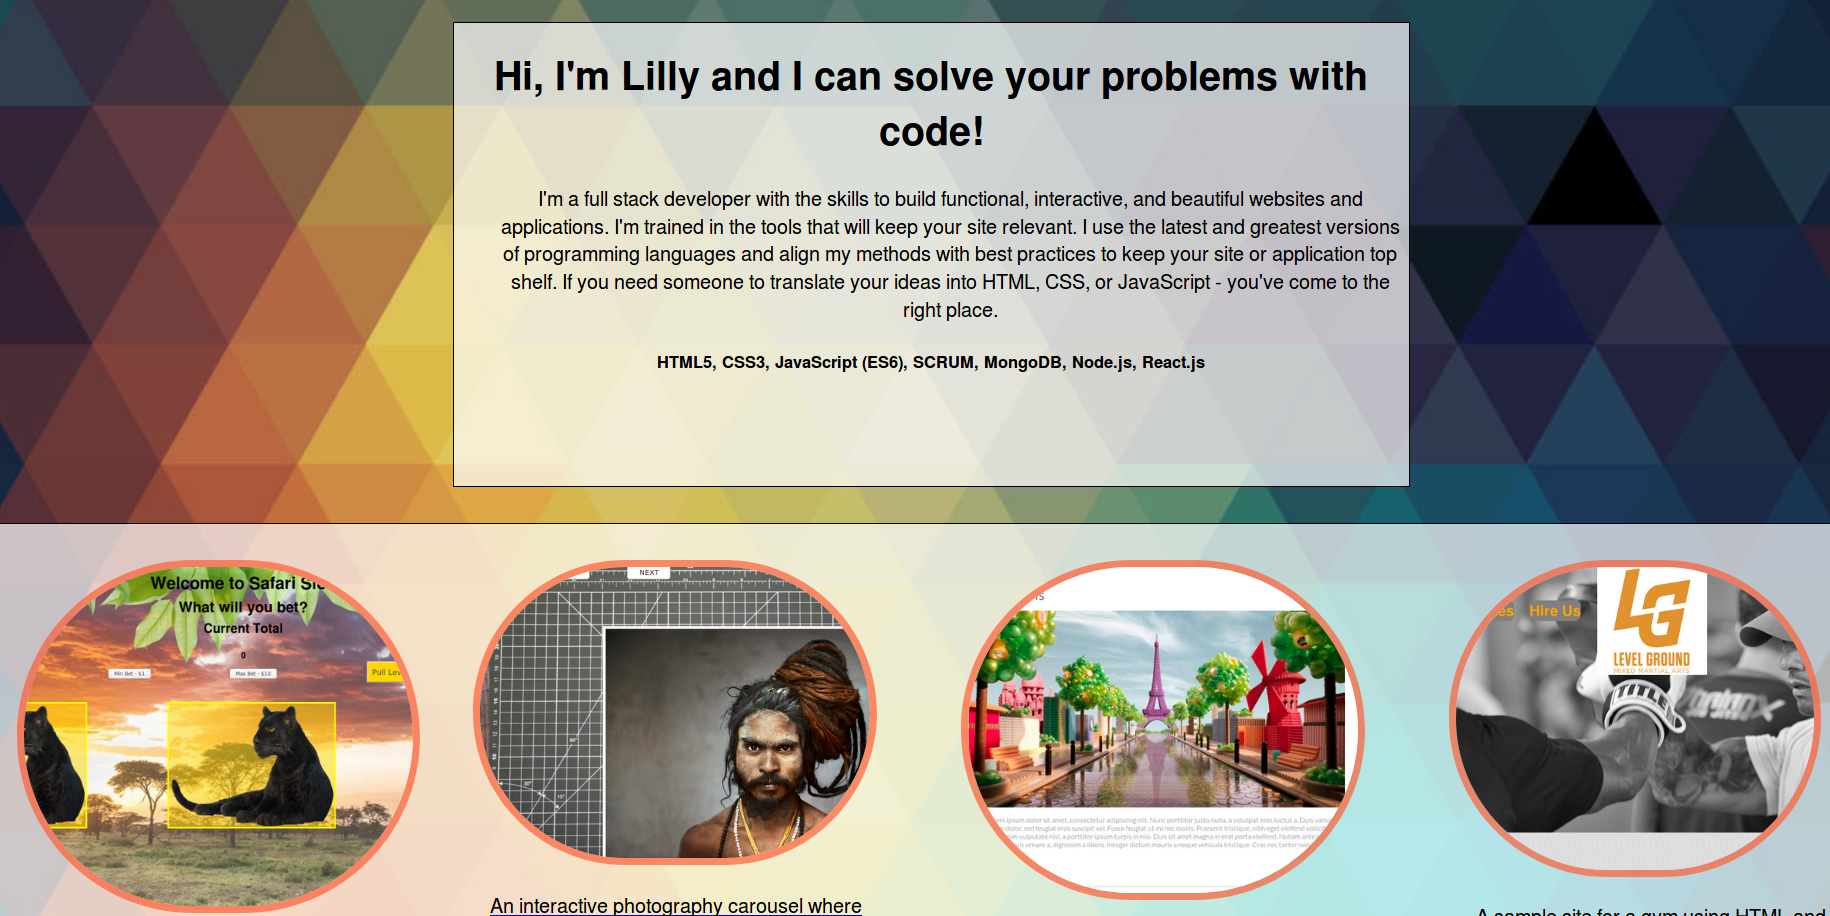 Hi, I'm Lilly and I can solve your problems with
code!
I'm a full stack developer with the skills to build functional, interactive, and beautiful websites and
applications. I'm trained in the tools that will keep your site relevant. I use the latest and greatest versions
of programming languages and align my methods with best practices to keep your site or application top
shelf. If you need someone to translate your ideas into HTML, CSS, or JavaScript - you've come to the
right place.
HTML5, CSS3, JavaScript (ES6), SCRUM, MongoDB, Node.js, React.js
Welcome to Safari
What will you bet?
Current Total
0
Min Bet - $1
Max Bet - $10
Pull
NEXT
Hire Us
LG
LEVEL GROUND
MIXED MARTIAL ARTS
TITLE
An interactive photography carousel where
A sample site for a gym using HTML and